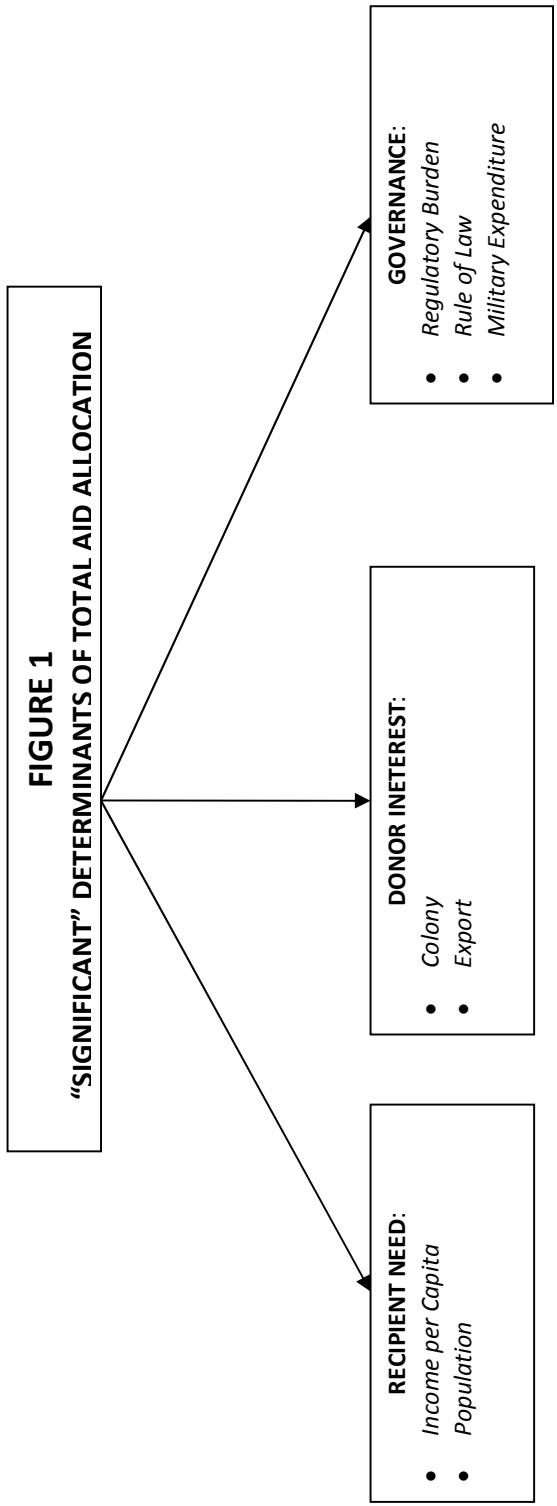 FIGURE 1
“SIGNIFICANT” DETERMINANTS OF TOTAL AID ALLOCATION
RECIPIENT NEED:
• Income per Capita
• Population
DONOR INETEREST:
• Colony
• Export
GOVERNANCE:
• Regulatory Burden
• Rule of Law
• Military Expenditure